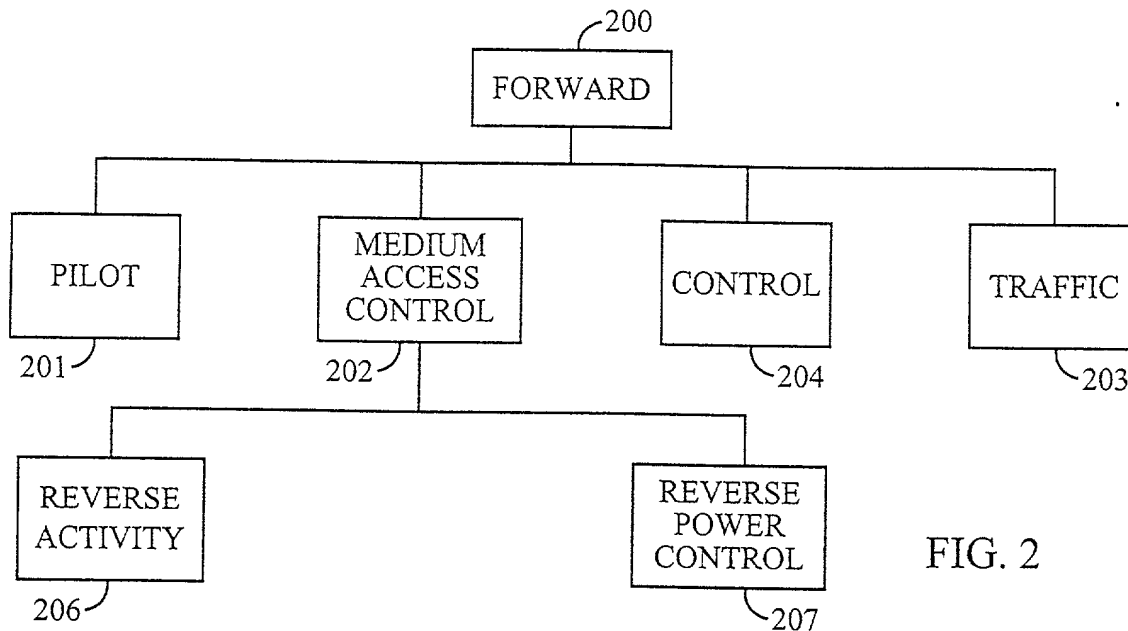 200
FORWARD
PILOT
MEDIUM
ACCESS
CONTROL
CONTROL
TRAFFIC
201
202
204
203
REVERSE
ACTIVITY
REVERSE
POWER
CONTROL
206
207
FIG. 2